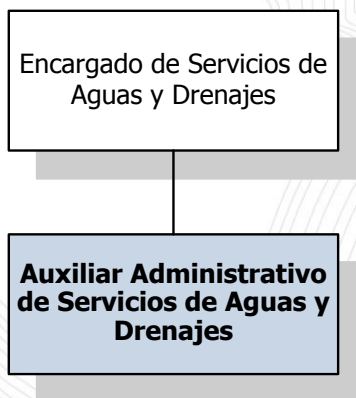 Encargado de Servicios de
Aguas y Drenajes
Auxiliar Administrativo
de Servicios de Aguas y
Drenajes